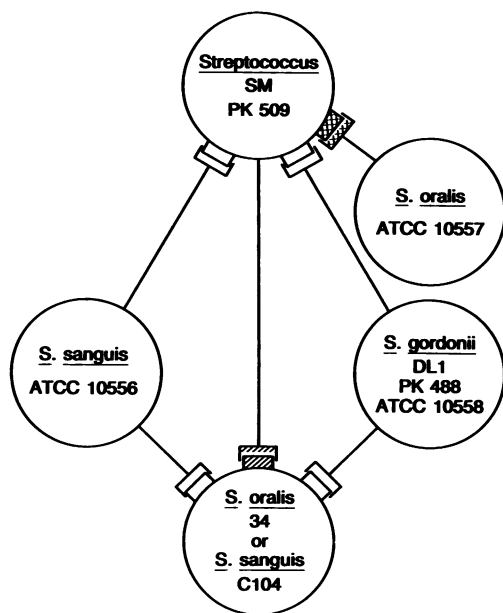 Streptococcus
SM
PK 509
S. oralis
ATCC 10557
S. sanguis
ATCC 10556
S. gordonii
DL1
PK 488
ATCC 10558
S. oralis
34
or
S. sanguis
C104